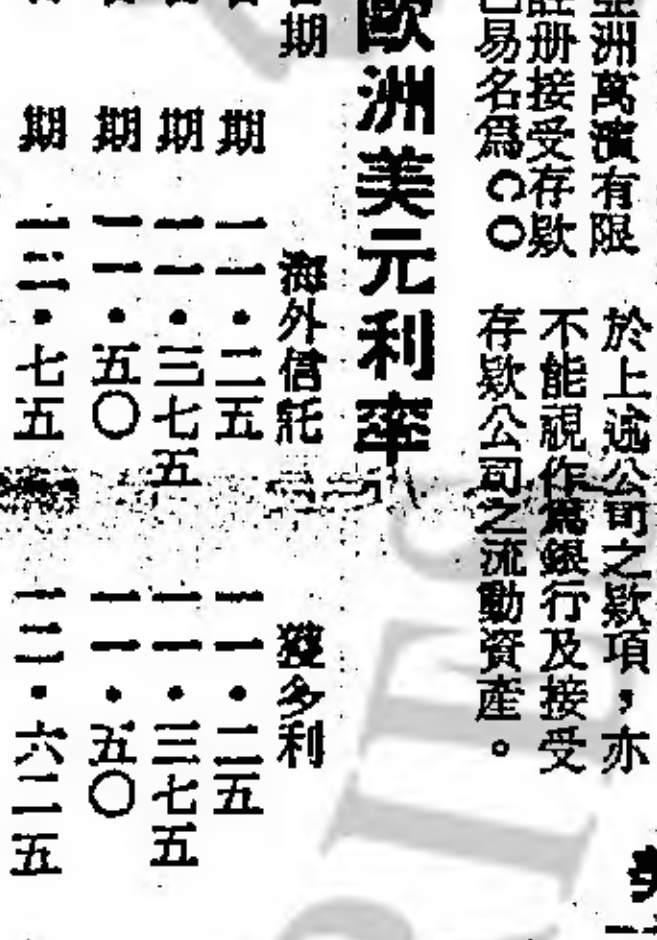 亞洲萬濱有限
註册接受存欵
已易名爲CO
於上述公司之欵項，亦
不能視作爲銀行及接受
存欵公司之流動資產。
歐洲美元利率
期 海外信託 獲多利
期 一一·二五 一一·二五
期 一一·三七五 一一·三七五
期 一一·五〇 一一·五〇
期 一二·七五 一二·六二五